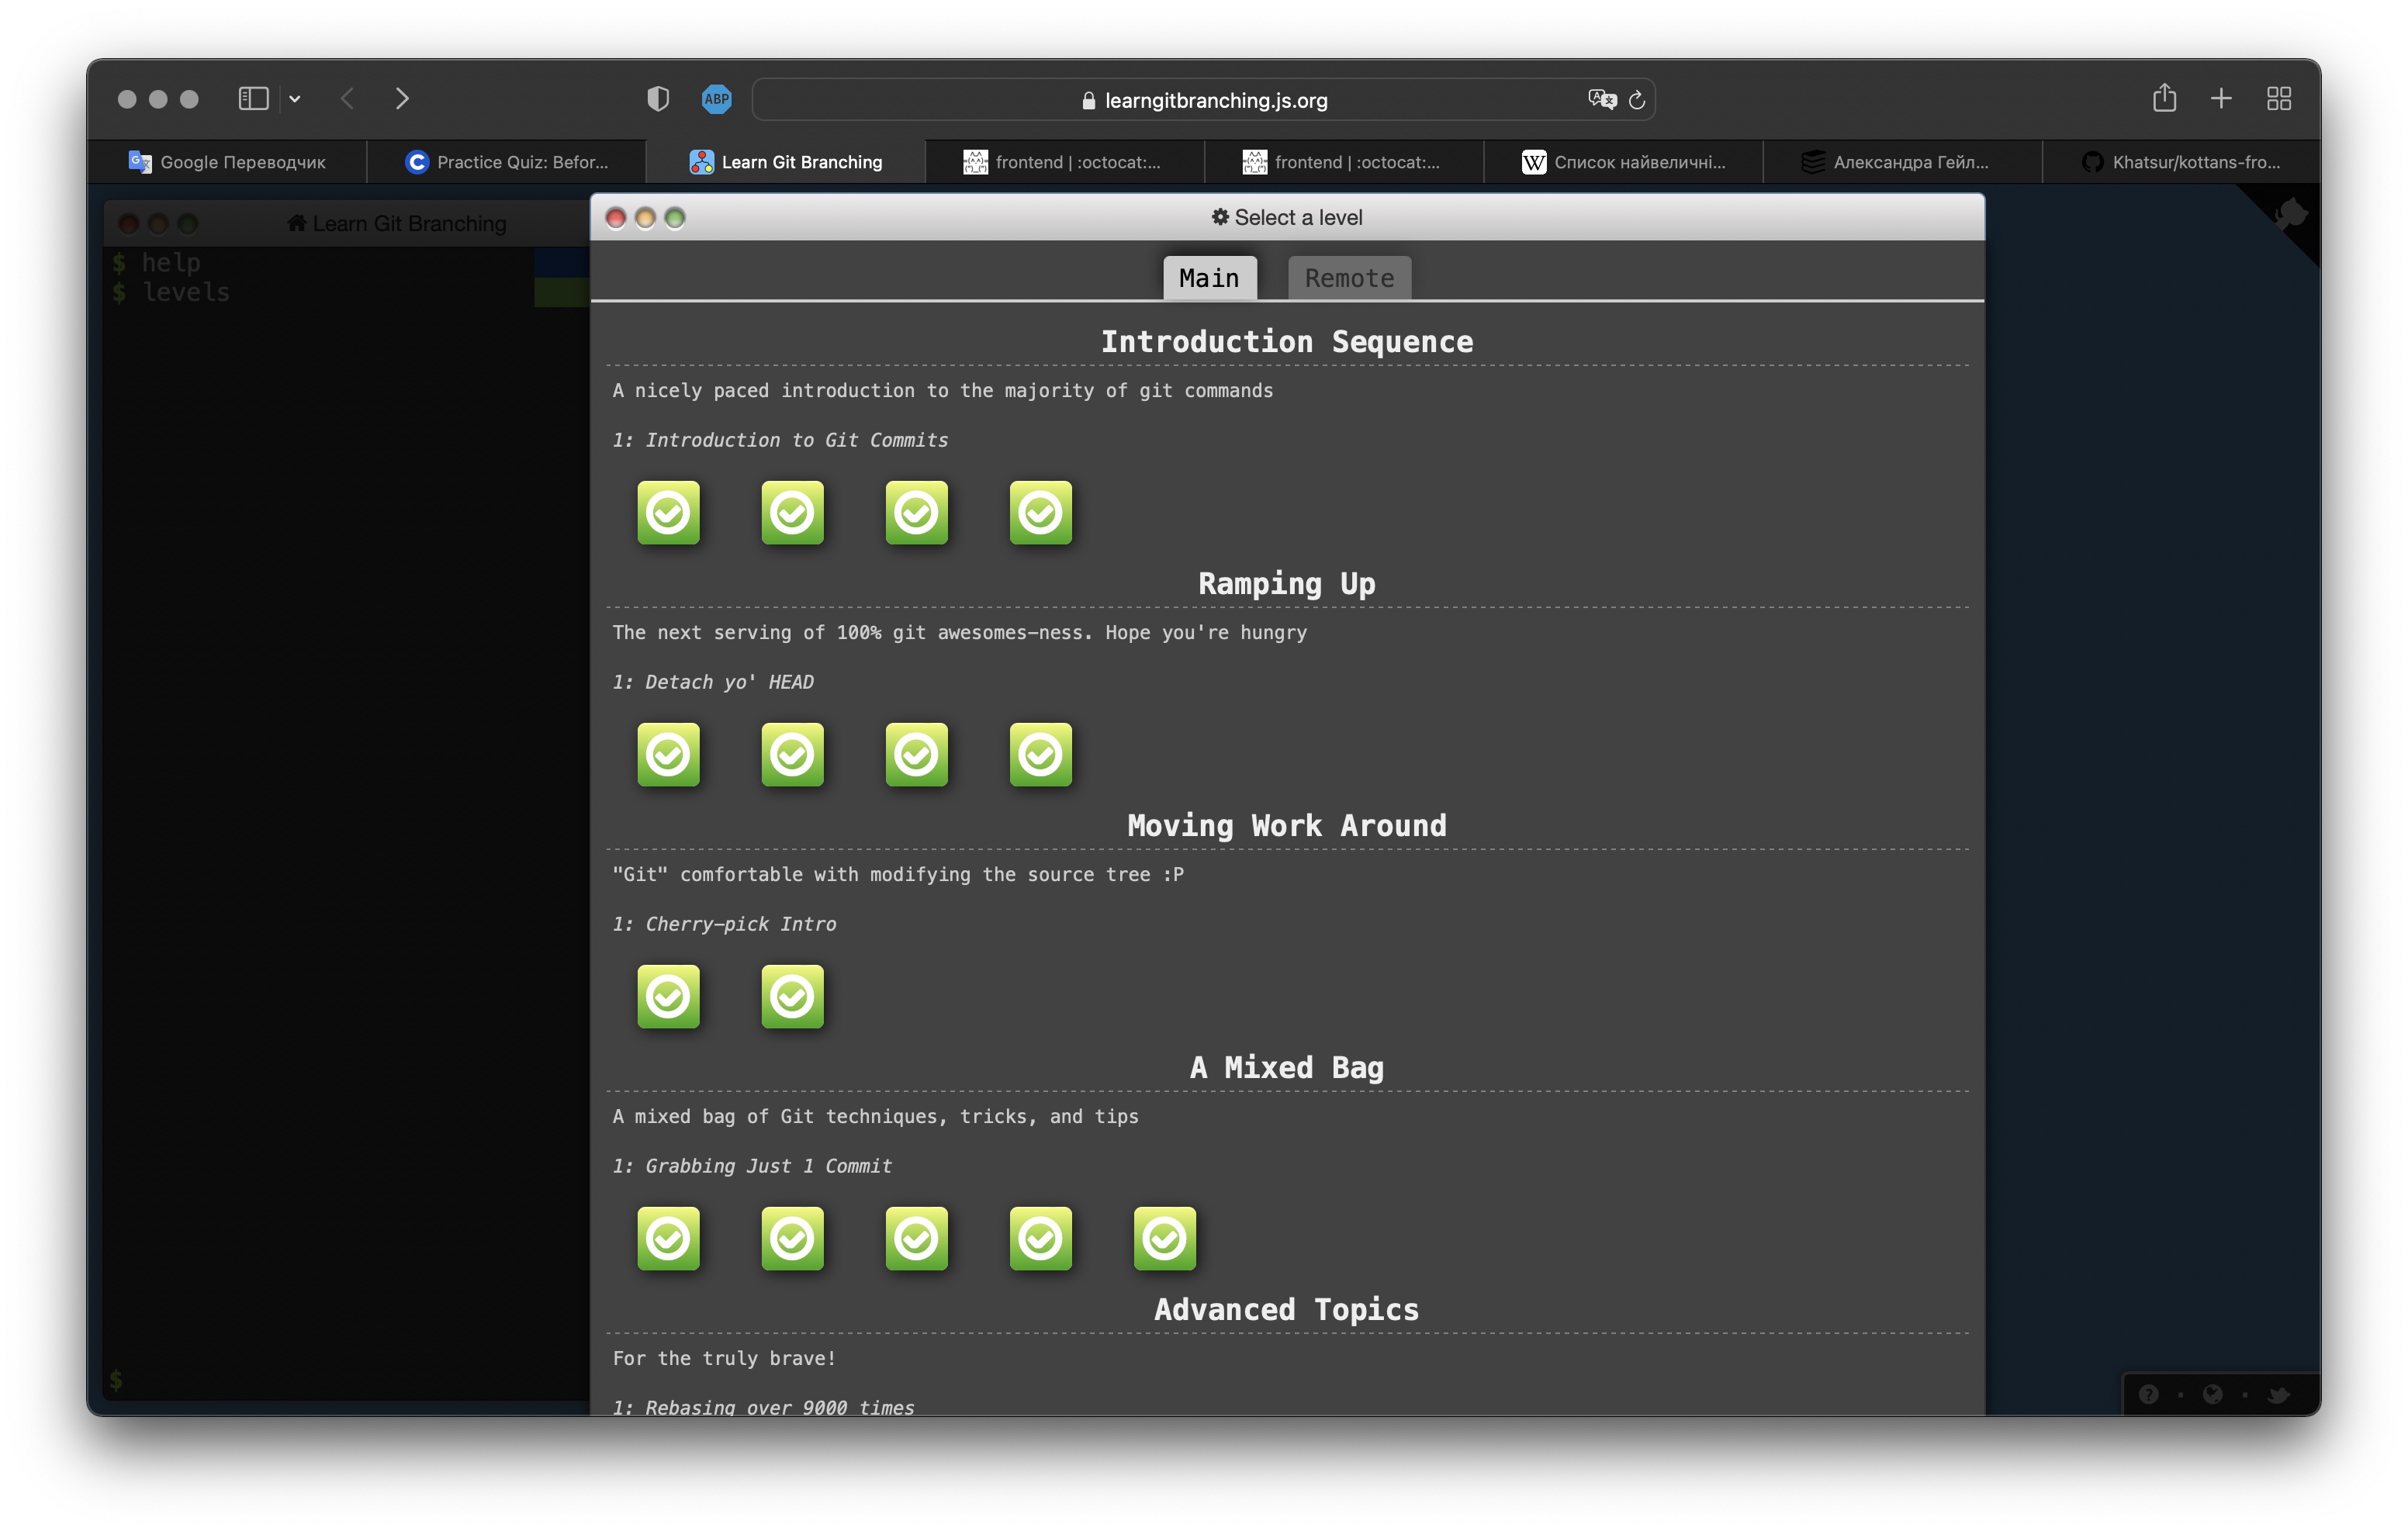 ABP
learngitbranching.js.org
Google Переводчик
Practice Quiz: Befor...
Learn Git Branching
frontend | :octocat:...
frontend | :octocat:...
W Список найвеличні...
Александра Гейл...
Khatsur/kottans-fro...
Learn Git Branching
$ help
$ levels
$
Select a level
Main
Remote
Introduction Sequence
A nicely paced introduction to the majority of git commands
1: Introduction to Git Commits
Ramping Up
The next serving of 100% git awesomes-ness. Hope you're hungry
1: Detach yo' HEAD
Moving Work Around
"Git" comfortable with modifying the source tree :P
1: Cherry-pick Intro
A Mixed Bag
A mixed bag of Git techniques, tricks, and tips
1: Grabbing Just 1 Commit
Advanced Topics
For the truly brave!
1: Rebasing over 9000 times